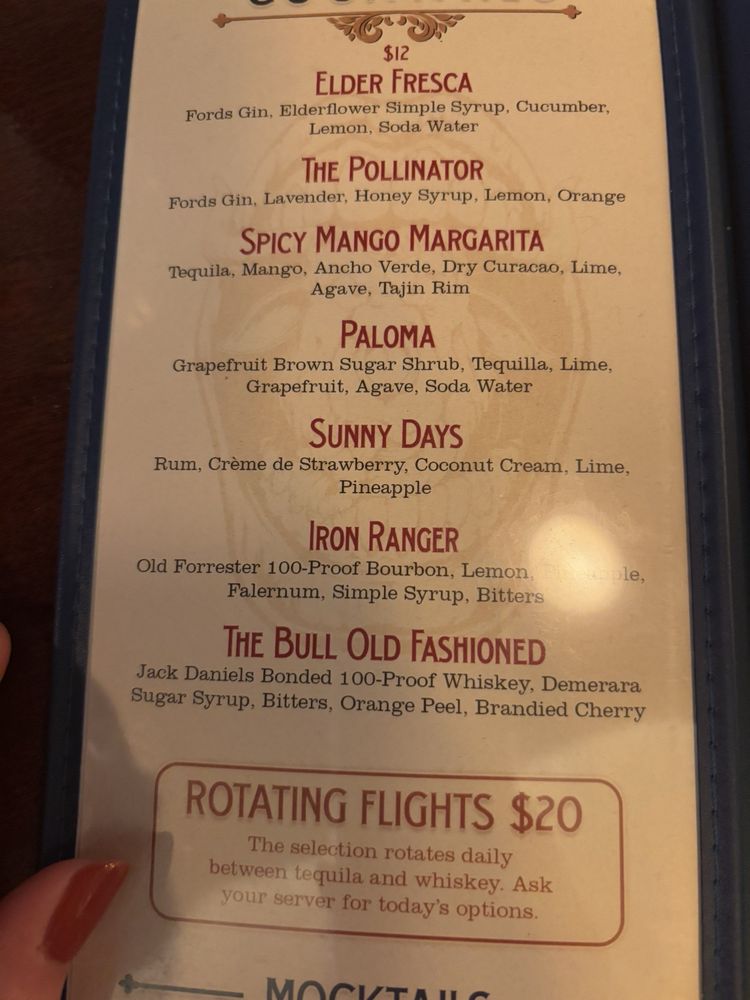 $12
ELDER FRESCA
Fords Gin, Elderflower Simple Syrup, Cucumber,
Lemon, Soda Water
THE POLLINATOR
Fords Gin, Lavender, Honey Syrup, Lemon, Orange
SPICY MANGO MARGARITA
Tequila, Mango, Ancho Verde, Dry Curacao, Lime,
Agave, Tajin Rim
PALOMA
Grapefruit Brown Sugar Shrub, Tequilla, Lime,
Grapefruit, Agave, Soda Water
SUNNY DAYS
Rum, Crème de Strawberry, Coconut Cream, Lime,
Pineapple
IRON RANGER
Old Forrester 100-Proof Bourbon, Lemon, Pineapple,
Falernum, Simple Syrup, Bitters
THE BULL OLD FASHIONED
Jack Daniels Bonded 100-Proof Whiskey, Demerara
Sugar Syrup, Bitters, Orange Peel, Brandied Cherry
ROTATING FLIGHTS $20
The selection rotates daily
between tequila and whiskey. Ask
your server for today's options.
MOCKTAILS